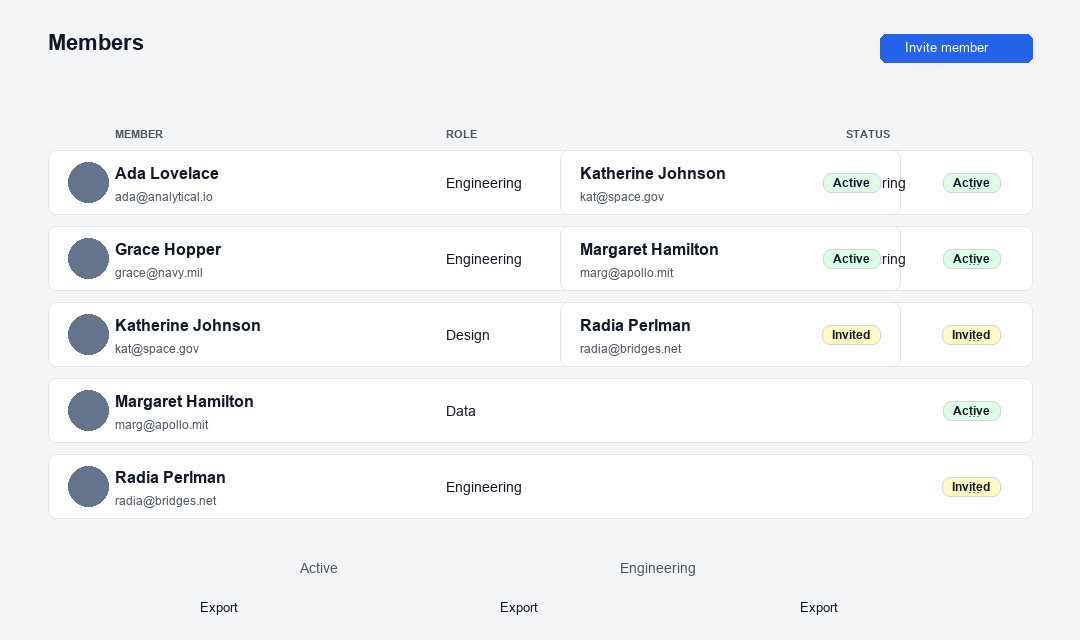 Members
Invite member
MEMBER ROLE STATUS
Ada Lovelace
ada@analytical.io
Engineering
Katherine Johnson
kat@space.gov
Active
ring
Active
Grace Hopper
grace@navy.mil
Engineering
Margaret Hamilton
marg@apollo.mit
Active
ring
Active
Katherine Johnson
kat@space.gov
Design
Radia Perlman
radia@bridges.net
Invited
Invited
Margaret Hamilton
marg@apollo.mit
Data
Active
Radia Perlman
radia@bridges.net
Engineering
Invited
Active Engineering
Export Export Export